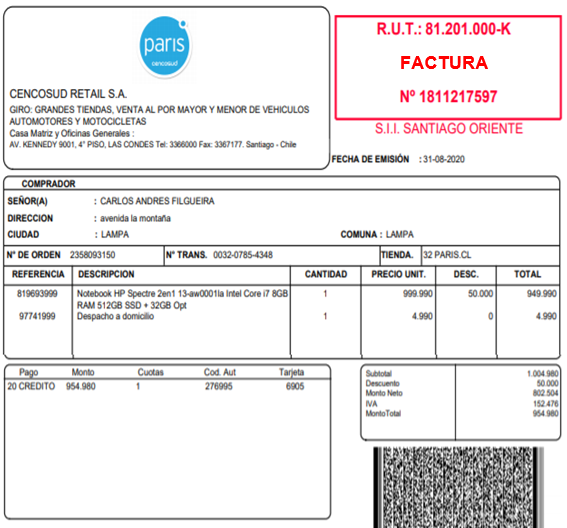 paris
cencosud
R.U.T.: 81.201.000-K
FACTURA
Nº 1811217597
CENCOSUD RETAIL S.A.
GIRO: GRANDES TIENDAS, VENTA AL POR MAYOR Y MENOR DE VEHICULOS
AUTOMOTORES Y MOTOCICLETAS
Casa Matriz y Oficinas Generales :
AV. KENNEDY 9001, 4° PISO, LAS CONDES Tel: 3366000 Fax: 3367177. Santiago - Chile
S.I.I. SANTIAGO ORIENTE
FECHA DE EMISIÓN : 31-08-2020
COMPRADOR
SEÑOR(A) : CARLOS ANDRES FILGUEIRA
DIRECCION : avenida la montaña
CIUDAD : LAMPA COMUNA : LAMPA
N° DE ORDEN 2358093150 N° TRANS. 0032-0785-4348 TIENDA. 32 PARIS.CL
REFERENCIA DESCRIPCION CANTIDAD PRECIO UNIT. DESC. TOTAL
819693999 Notebook HP Spectre 2en1 13-aw0001la Intel Core i7 8GB 1 999.990 50.000 949.990
RAM 512GB SSD + 32GB Opt
97741999 Despacho a domicilio 1 4.990 0 4.990
Pago Monto Cuotas Cod. Aut Tarjeta
20 CREDITO 954.980 1 276995 6905
Subtotal 1.004.980
Descuento 50.000
Monto Neto 802.504
IVA 152.476
MontoTotal 954.980